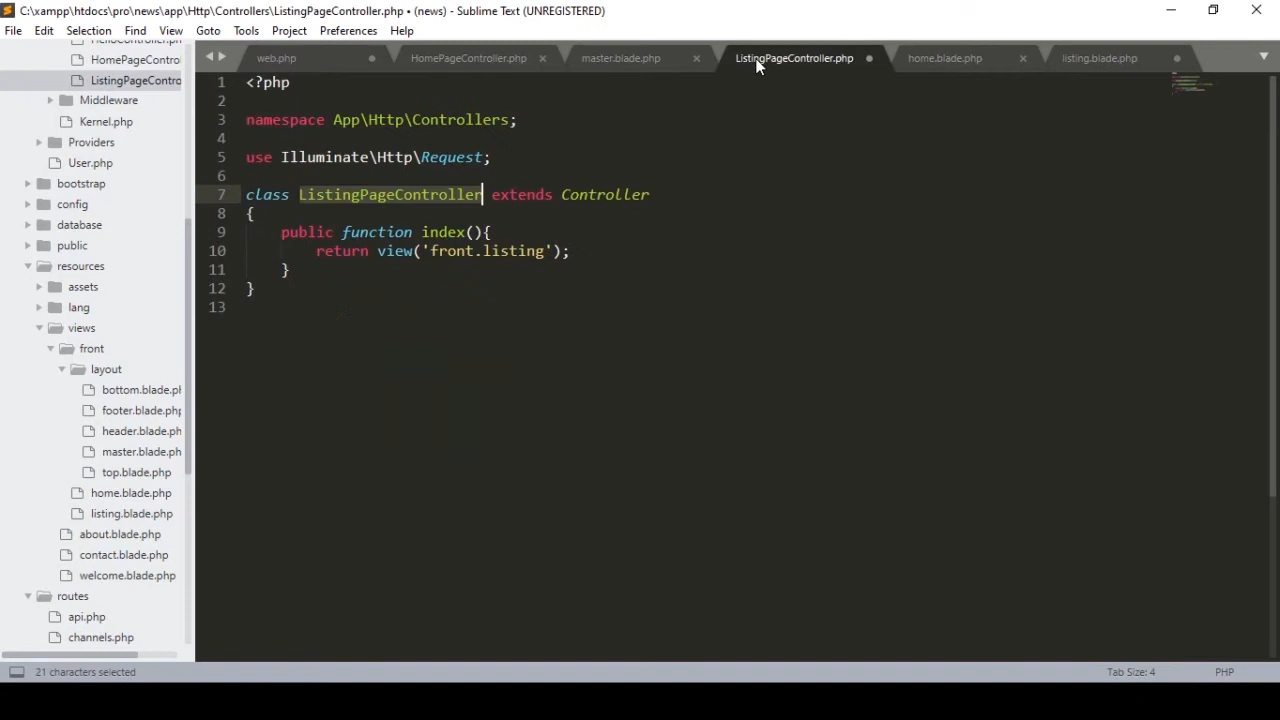 C:\xampp\htdocs\pro\news\app\Http\Controllers\ListingPageController.php • (news) - Sublime Text (UNREGISTERED)
File Edit Selection Find View Goto Tools Project Preferences Help
web.php HomePageController.php master.blade.php ListingPageController.php home.blade.php listing.blade.php
HomePageContro
ListingPageContro
Middleware
Kernel.php
Providers
User.php
bootstrap
config
database
public
resources
assets
lang
views
front
layout
bottom.blade.ph
footer.blade.php
header.blade.php
master.blade.ph
top.blade.php
home.blade.php
listing.blade.php
about.blade.php
contact.blade.php
welcome.blade.php
routes
api.php
channels.php
1 <?php
2
3 namespace App\Http\Controllers;
4
5 use Illuminate\Http\Request;
6
7 class ListingPageController extends Controller
8 {
9 public function index(){
10 return view('front.listing');
11 }
12 }
13
21 characters selected Tab Size: 4 PHP